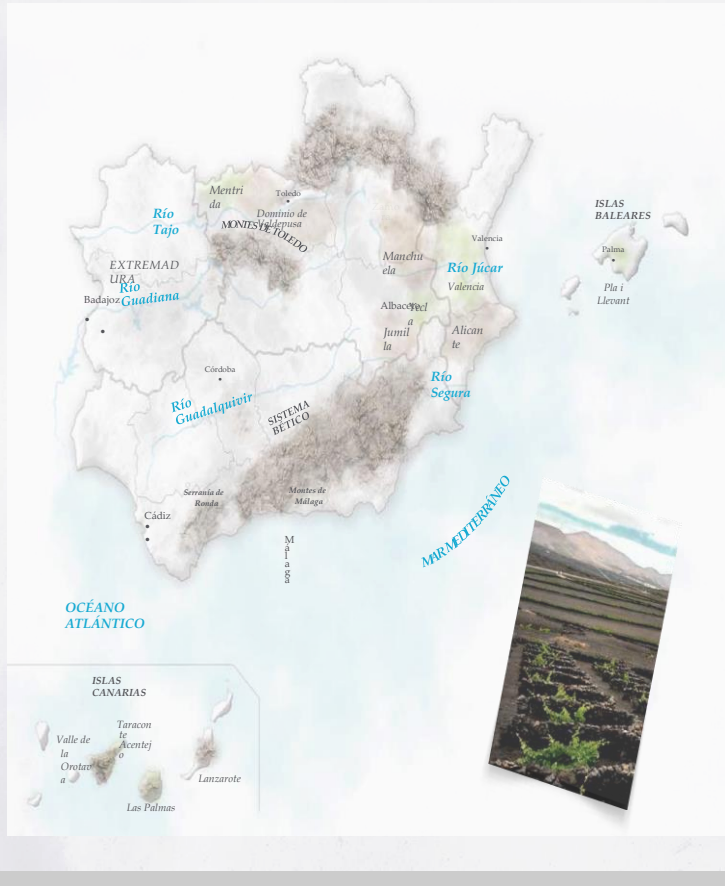 ISLAS
BALEARES
Mentri
da
Toledo
Río
Tajo
Dominio de
Valdepusa
MONTES DE TOLEDO
Valencia
Palma
EXTREMAD
URA
Manchu
ela
Río Júcar
Río
Guadiana
Badajoz
Valencia
Pla i
Llevant
Albacete
Yecl
a
Jumil
la
Alican
te
Córdoba
Río
Segura
Río
Guadalquivir
SISTEMA
BÉTICO
Serranía de
Ronda
Montes de
Málaga
MAR MEDITERRÁNEO
Cádiz
M
á
l
a
g
a
OCÉANO
ATLÁNTICO
ISLAS
CANARIAS
Taracon
te
Acentej
o
Valle de
la
Orotav
a
Lanzarote
Las Palmas